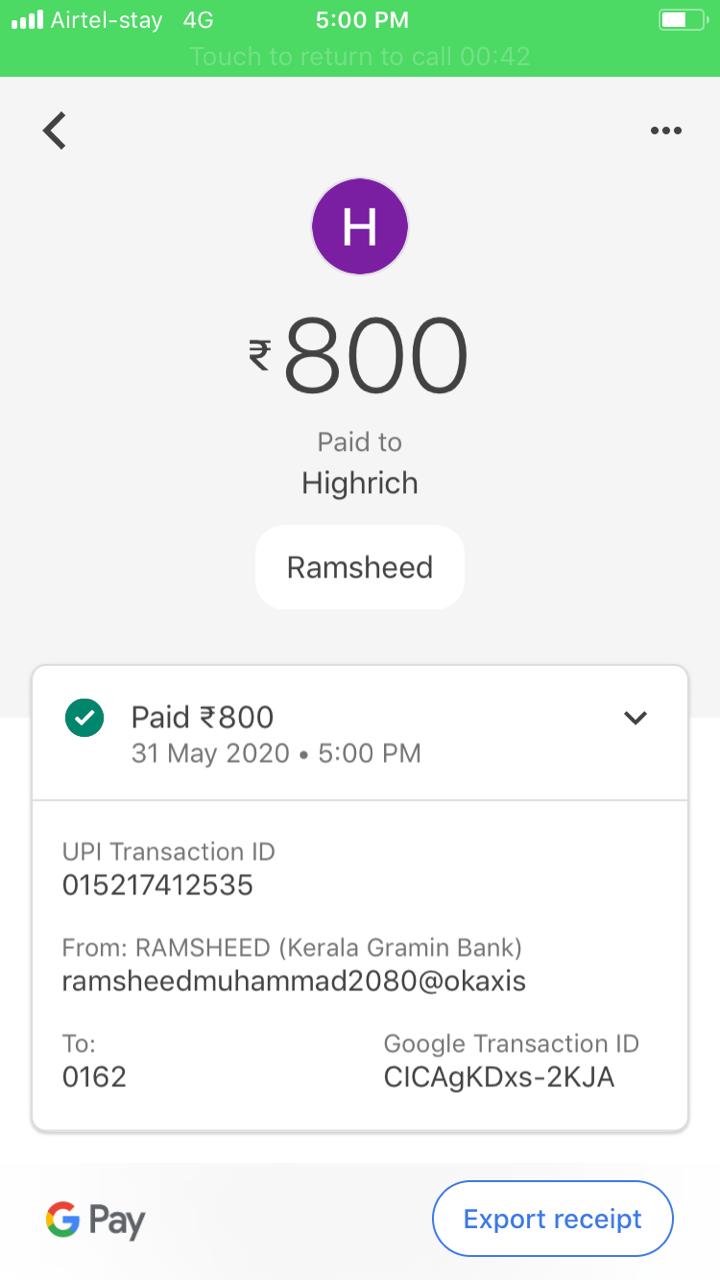 Airtel-stay 4G 5:00 PM
Touch to return to call 00:42
H
₹800
Paid to
Highrich
Ramsheed
Paid ₹800
31 May 2020 • 5:00 PM
UPI Transaction ID
015217412535
From: RAMSHEED (Kerala Gramin Bank)
ramsheedmuhammad2080@okaxis
To:
0162
Google Transaction ID
CICAgKDxs-2KJA
G Pay
Export receipt